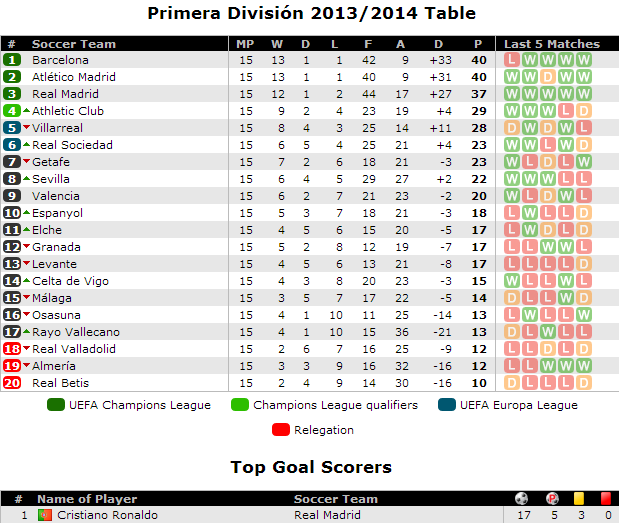 Primera División 2013/2014 Table
# Soccer Team MP W D L F A D P Last 5 Matches
1 Barcelona 15 13 1 1 42 9 +33 40 L W W W W
2 Atlético Madrid 15 13 1 1 40 9 +31 40 W W D W W
3 Real Madrid 15 12 1 2 44 17 +27 37 W W W W W
4 Athletic Club 15 9 2 4 23 19 +4 29 W W W L D
5 Villarreal 15 8 4 3 25 14 +11 28 D W D W L
6 Real Sociedad 15 6 5 4 25 21 +4 23 W W L W D
7 Getafe 15 7 2 6 18 21 -3 23 W L D L W
8 Sevilla 15 6 4 5 29 27 +2 22 W W W L L
9 Valencia 15 6 2 7 21 23 -2 20 W L D W L
10 Espanyol 15 5 3 7 18 21 -3 18 L W L L D
11 Elche 15 4 5 6 15 20 -5 17 L W D L D
12 Granada 15 5 2 8 12 19 -7 17 L L W W L
13 Levante 15 4 5 6 13 21 -8 17 L L L L D
14 Celta de Vigo 15 4 3 8 20 23 -3 15 W L L W L
15 Málaga 15 3 5 7 17 22 -5 14 D L L W D
16 Osasuna 15 4 1 10 11 25 -14 13 L W L L W
17 Rayo Vallecano 15 4 1 10 15 36 -21 13 D L W L L
18 Real Valladolid 15 2 6 7 16 25 -9 12 L L D L D
19 Almería 15 3 3 9 16 32 -16 12 L L W W W
20 Real Betis 15 2 4 9 14 30 -16 10 D L L L D
UEFA Champions League Champions League qualifiers UEFA Europa League
Relegation
Top Goal Scorers
# Name of Player Soccer Team P
1 Cristiano Ronaldo Real Madrid 17 5 3 0